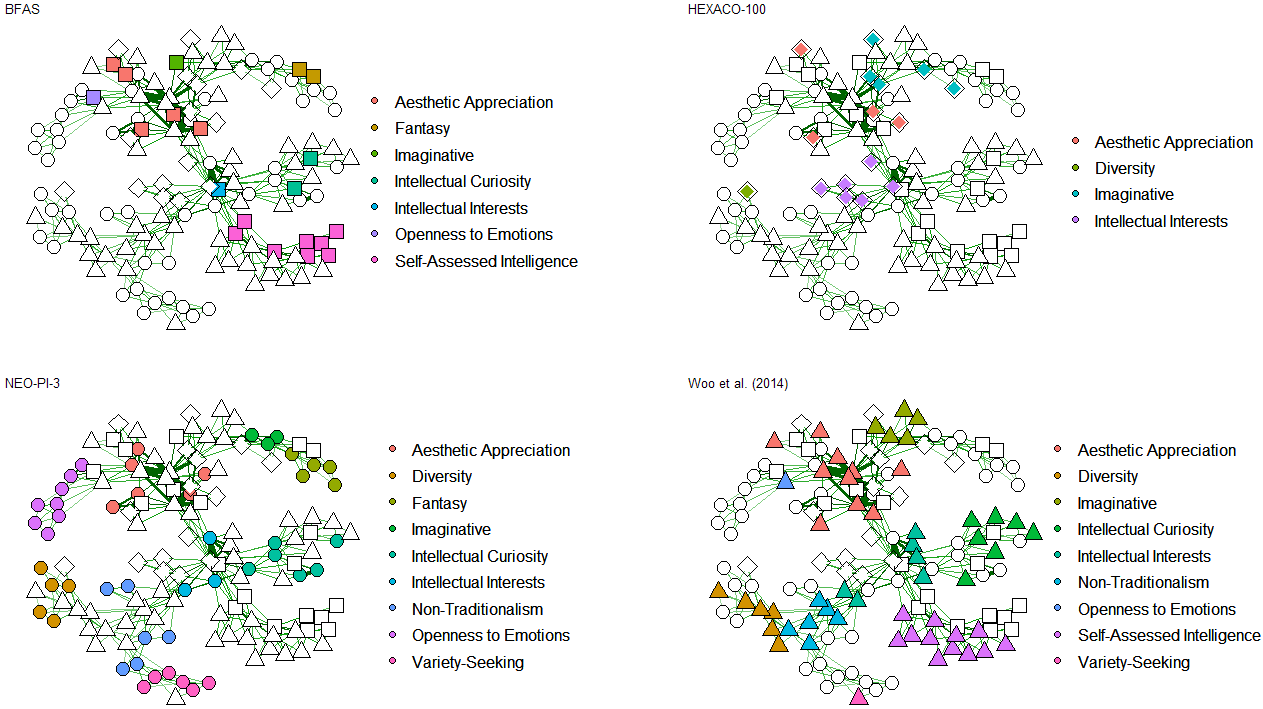 BFAS
Aesthetic Appreciation
Fantasy
Imaginative
Intellectual Curiosity
Intellectual Interests
Openness to Emotions
Self-Assessed Intelligence
HEXACO-100
Aesthetic Appreciation
Diversity
Imaginative
Intellectual Interests
NEO-PI-3
Aesthetic Appreciation
Diversity
Fantasy
Imaginative
Intellectual Curiosity
Intellectual Interests
Non-Traditionalism
Openness to Emotions
Variety-Seeking
Woo et al. (2014)
Aesthetic Appreciation
Diversity
Imaginative
Intellectual Curiosity
Intellectual Interests
Non-Traditionalism
Openness to Emotions
Self-Assessed Intelligence
Variety-Seeking